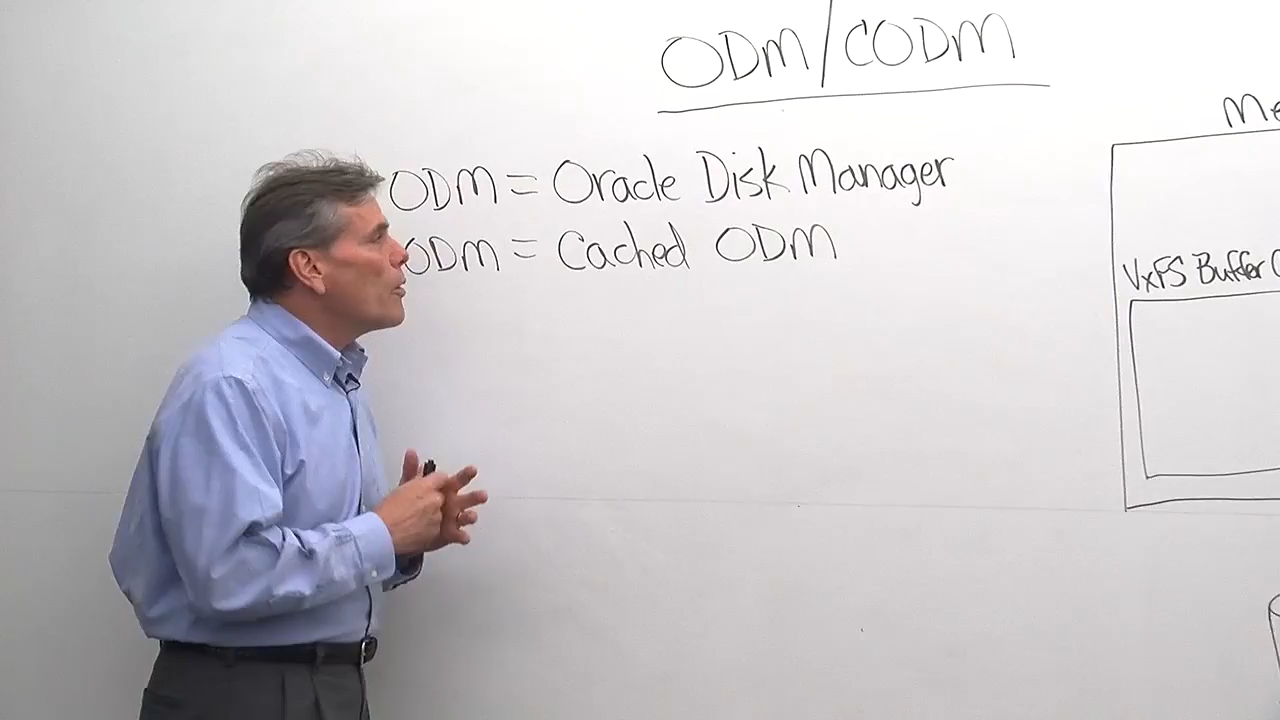 ODM/CODM
ODM = Oracle Disk Manager
ODM = Cached ODM
VxFS Buffer